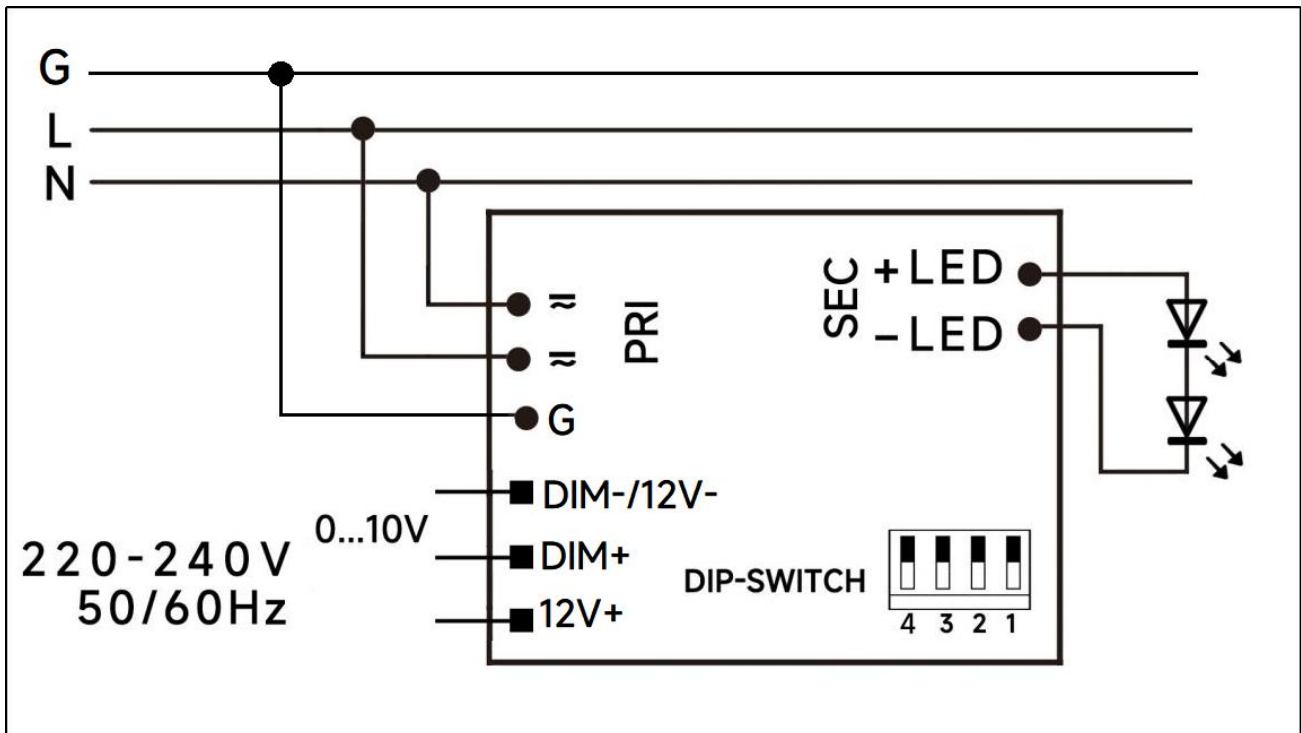 G
L
N
≂
PRI
≂
G
SEC
+LED
-LED
DIM-/12V-
0...10V
DIM+
12V+
220-240V
50/60Hz
DIP-SWITCH
4 3 2 1